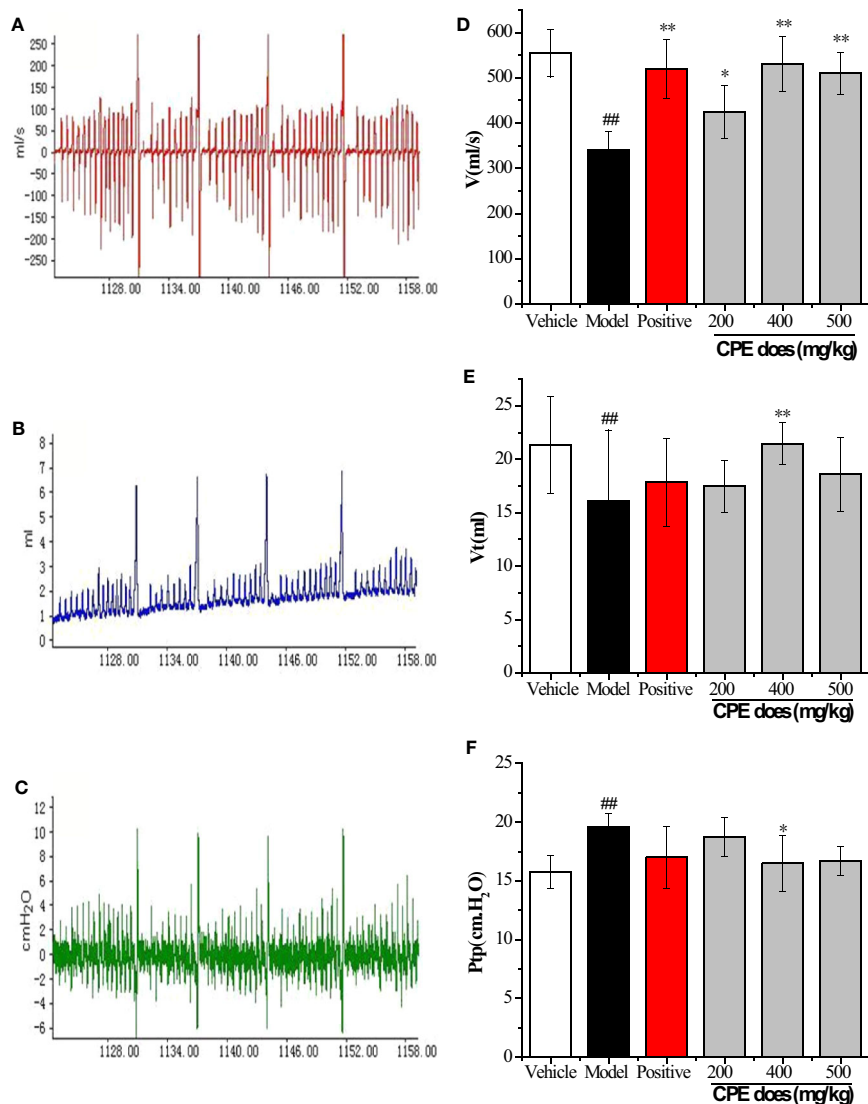 A
250
200
150
100
50
0
−50
−100
−150
−200
−250
ml/s
1128.00 1134.00 1140.00 1146.00 1152.00 1158.00
B
8
7
6
5
4
3
2
1
0
ml
1128.00 1134.00 1140.00 1146.00 1152.00 1158.00
C
12
10
8
6
4
2
0
−2
−4
−6
cmH₂O
1128.00 1134.00 1140.00 1146.00 1152.00 1158.00
D
600
500
400
300
200
100
0
V(ml/s)
## ** * ** **
Vehicle Model Positive 200 400 500
CPE does(mg/kg)
E
25
20
15
10
5
0
Vt(ml)
## **
Vehicle Model Positive 200 400 500
CPE does(mg/kg)
F
25
20
15
10
5
0
Ptp(cm.H₂O)
## *
Vehicle Model Positive 200 400 500
CPE does(mg/kg)